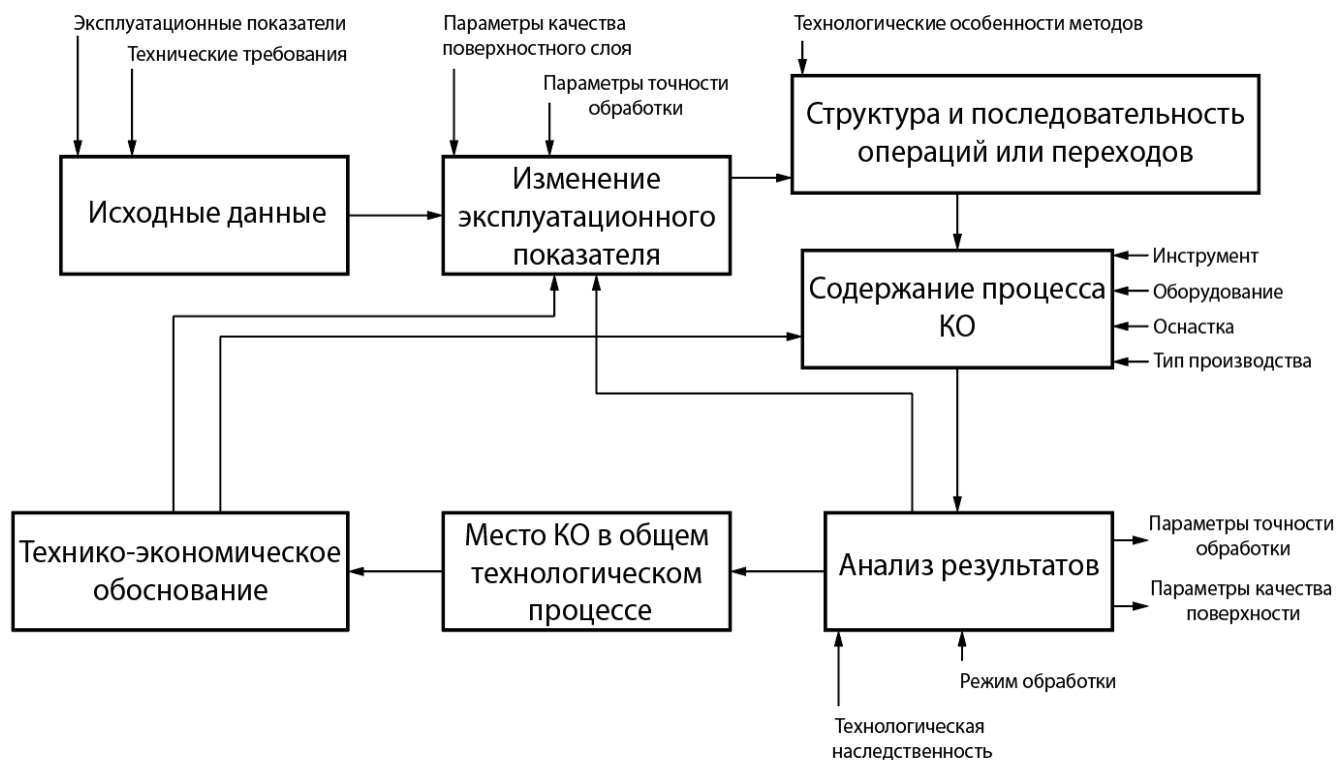 Эксплуатационные показатели
Технические требования
Параметры качества
поверхностного слоя
Параметры точности
обработки
Технологические особенности методов
Исходные данные
Изменение
эксплуатационного
показателя
Структура и последовательность
операций или переходов
Содержание процесса
КО
Инструмент
Оборудование
Оснастка
Тип производства
Технико-экономическое
обоснование
Место КО в общем
технологическом
процессе
Анализ результатов
Параметры точности
обработки
Параметры качества
поверхности
Режим обработки
Технологическая
наследственность